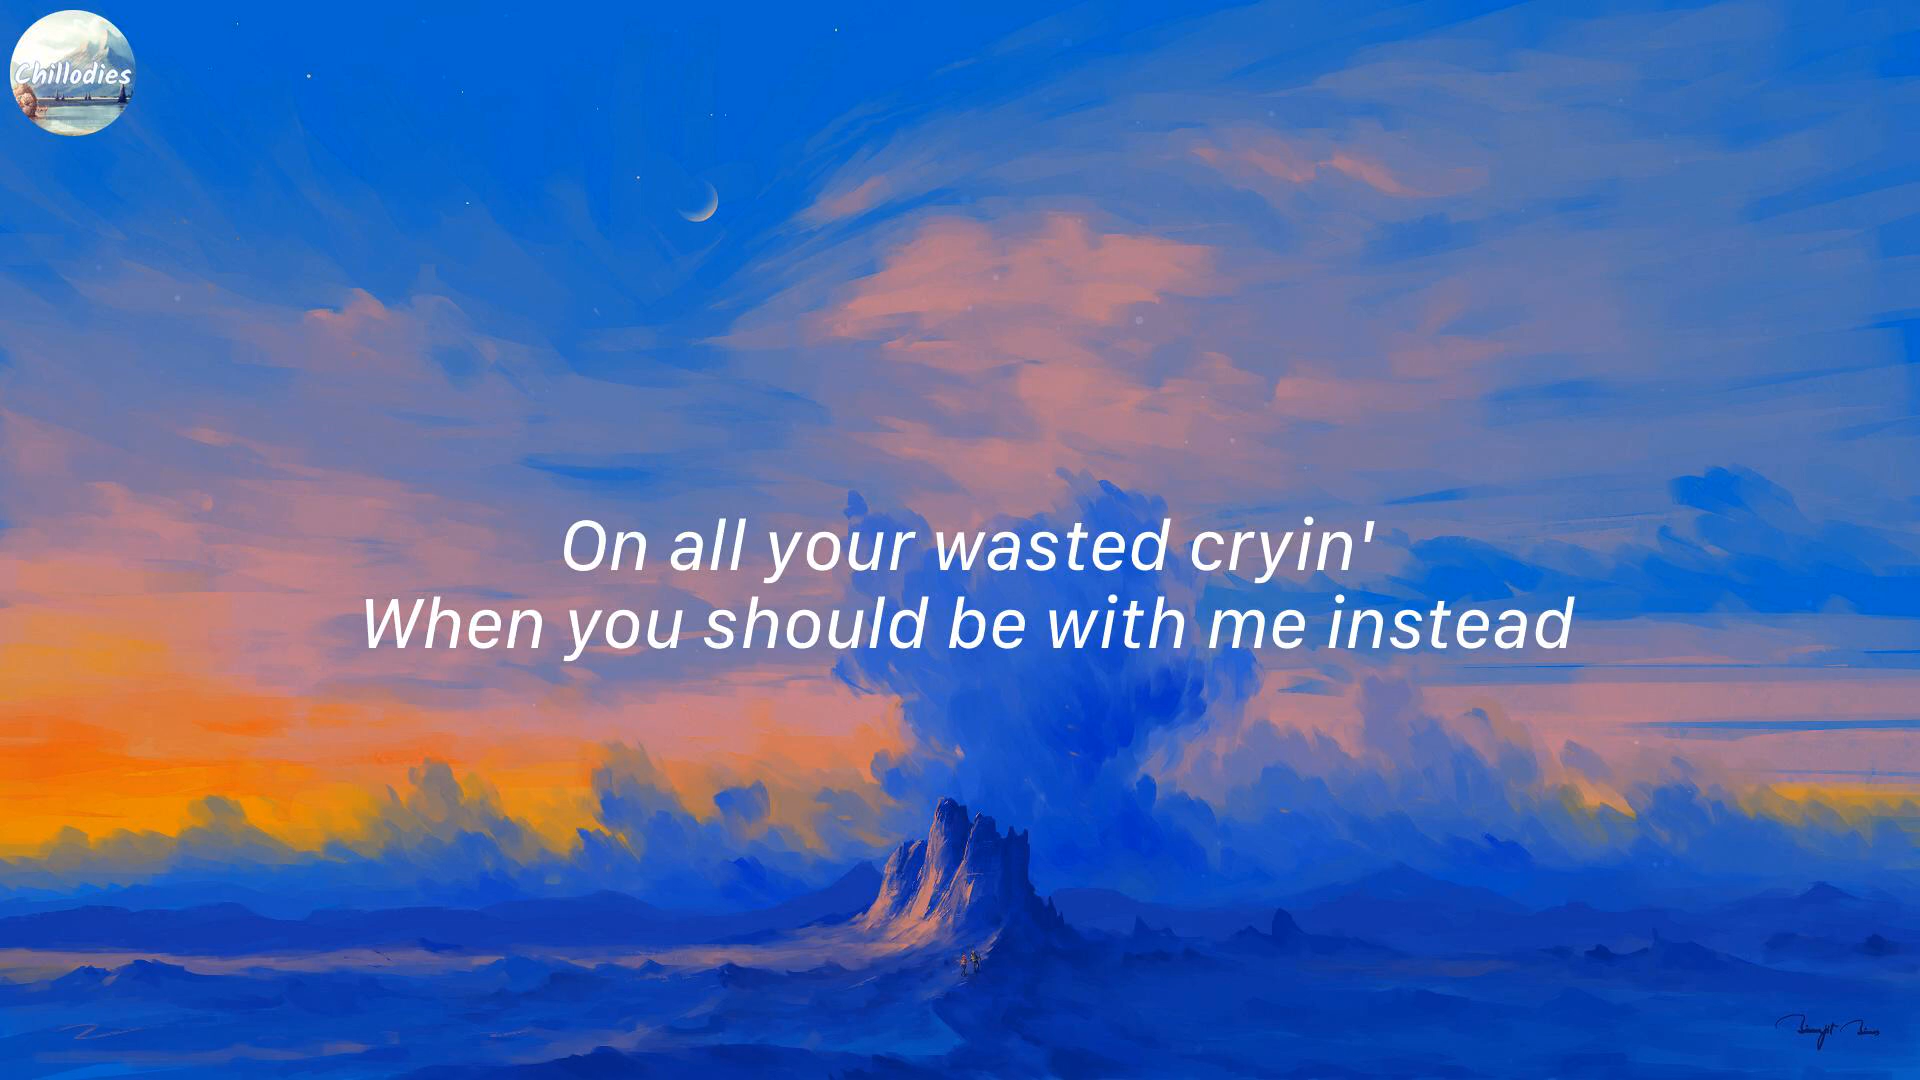 Chillodies
On all your wasted cryin'
When you should be with me instead